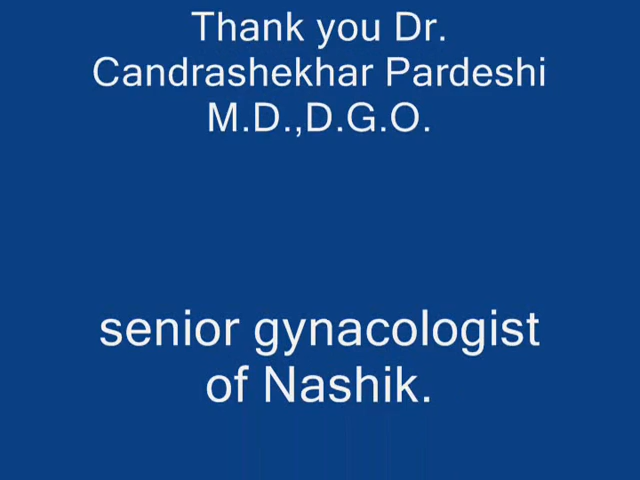 Thank you Dr.
Candrashekhar Pardeshi
M.D.,D.G.O.
senior gynacologist
of Nashik.